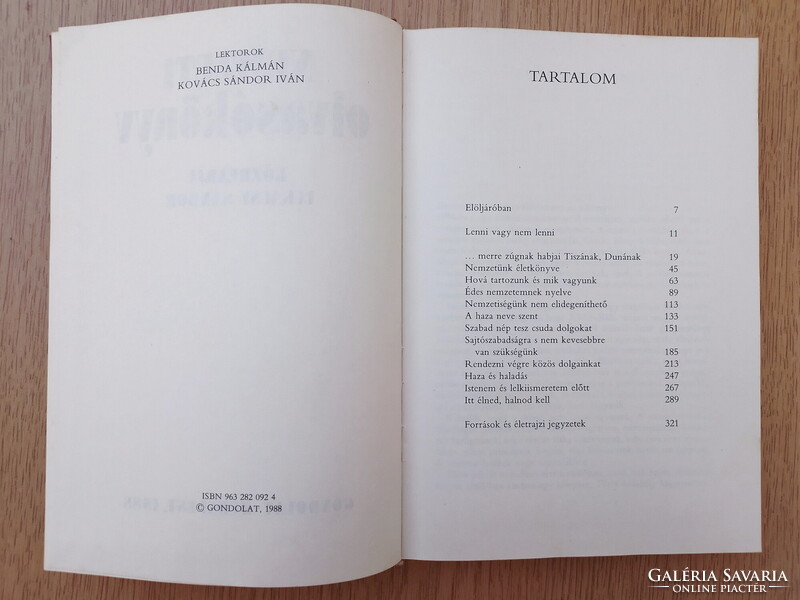 LEKTOROK
BENDA KÁLMÁN
KOVÁCS SÁNDOR IVÁN
ISBN 963 282 092 4
© GONDOLAT, 1988
TARTALOM
Elöljáróban 7
Lenni vagy nem lenni 11
... merre zúgnak habjai Tiszának, Dunának 19
Nemzetünk életkönyve 45
Hová tartozunk és mik vagyunk 63
Édes nemzetemnek nyelve 89
Nemzetiségünk nem elidegeníthető 113
A haza neve szent 133
Szabad nép tesz csuda dolgokat 151
Sajtószabadságra s nem kevesebbre
van szükségünk 185
Rendezni végre közös dolgainkat 213
Haza és haladás 247
Istenem és lelkiismeretem előtt 267
Itt élned, halnod kell 289
Források és életrajzi jegyzetek 321
GALÉRIA SAVARIA
ONLINE PIACTÉR